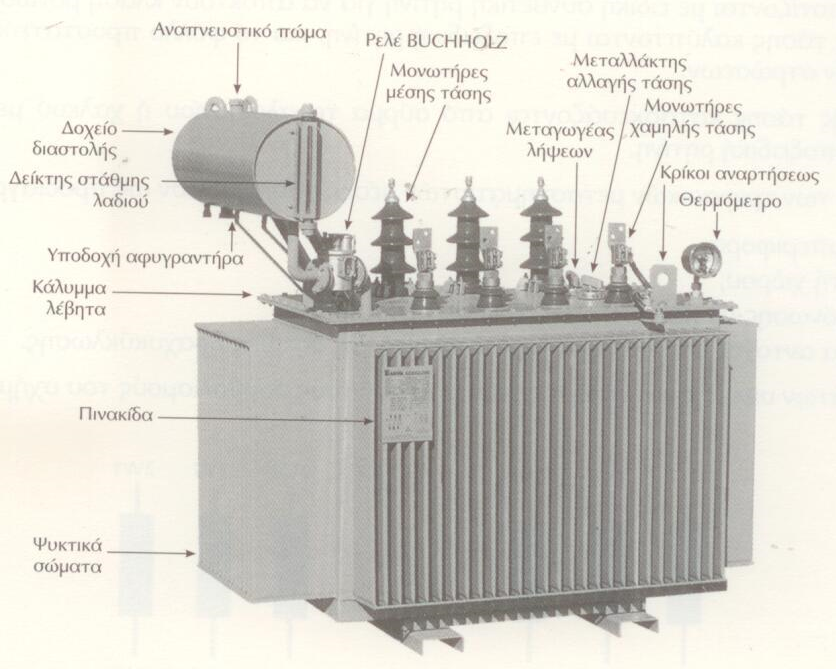 Αναπνευστικό πώμα
Ρελέ BUCHHOLZ
Μονωτήρες
μέσης τάσης
Μεταλλάκτης
αλλαγής τάσης
Μονωτήρες
χαμηλής τάσης
Μεταγωγέας
λήψεων
Κρίκοι αναρτήσεως
Θερμόμετρο
Δοχείο
διαστολής
Δείκτης στάθμης
λαδιού
Υποδοχή αφυγραντήρα
Κάλυμμα
λέβητα
Πινακίδα
Ψυκτικά
σώματα